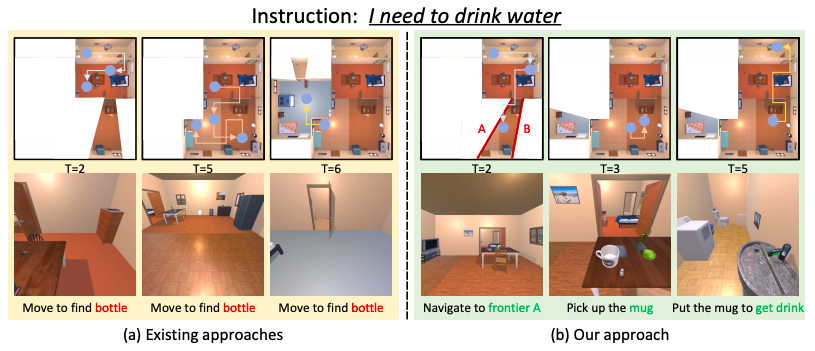 Instruction: I need to drink water
T=2 T=5 T=6
Move to find bottle Move to find bottle Move to find bottle
(a) Existing approaches
A B
T=2 T=3 T=5
Navigate to frontier A Pick up the mug Put the mug to get drink
(b) Our approach